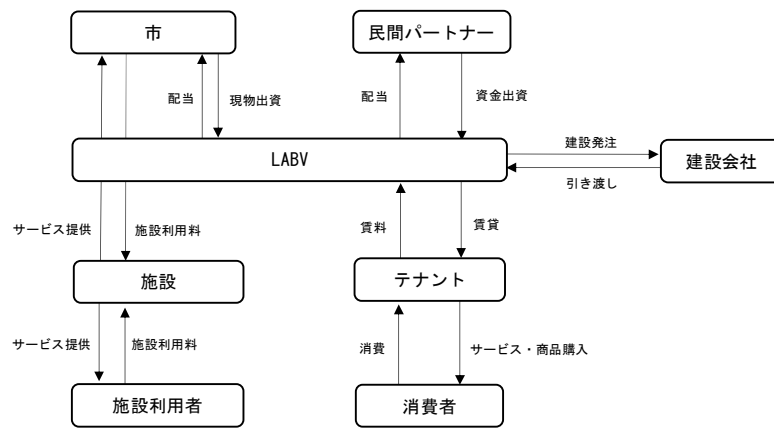 市
民間パートナー
配当
現物出資
配当
資金出資
LABV
建設発注
建設会社
引き渡し
サービス提供
施設利用料
賃料
賃貸
施設
テナント
サービス提供
施設利用料
消費
サービス・商品購入
施設利用者
消費者